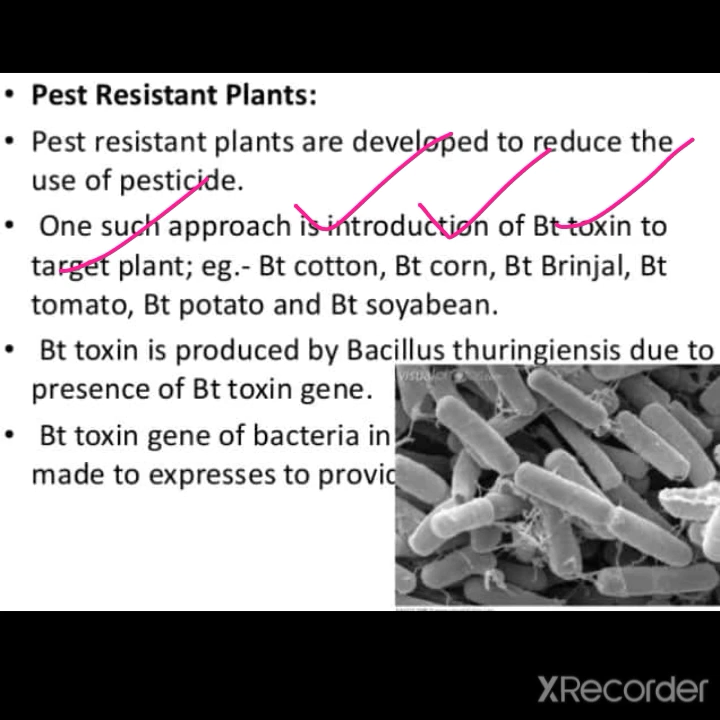 • Pest Resistant Plants:
• Pest resistant plants are developed to reduce the
use of pesticide.
• One such approach is introduction of Bt toxin to
target plant; eg.- Bt cotton, Bt corn, Bt Brinjal, Bt
tomato, Bt potato and Bt soyabean.
• Bt toxin is produced by Bacillus thuringiensis due to
presence of Bt toxin gene.
• Bt toxin gene of bacteria in
made to expresses to provid
XRecorder